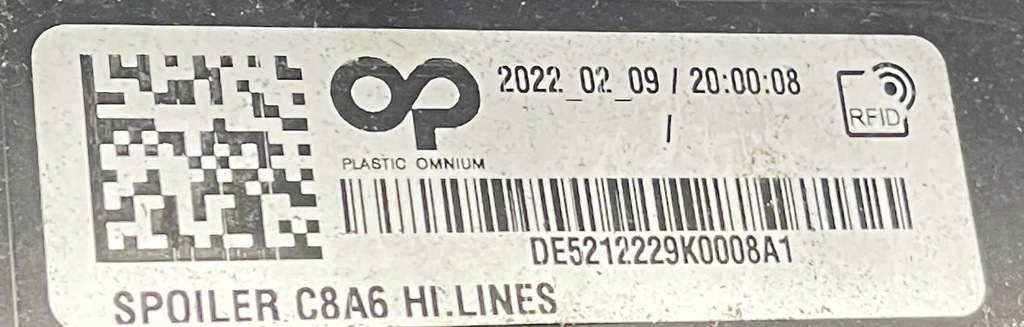 2022_02_09 / 20:00:08
/
RFID
PLASTIC OMNIUM
DE5212229K0008A1
SPOILER C8A6 HI.LINES